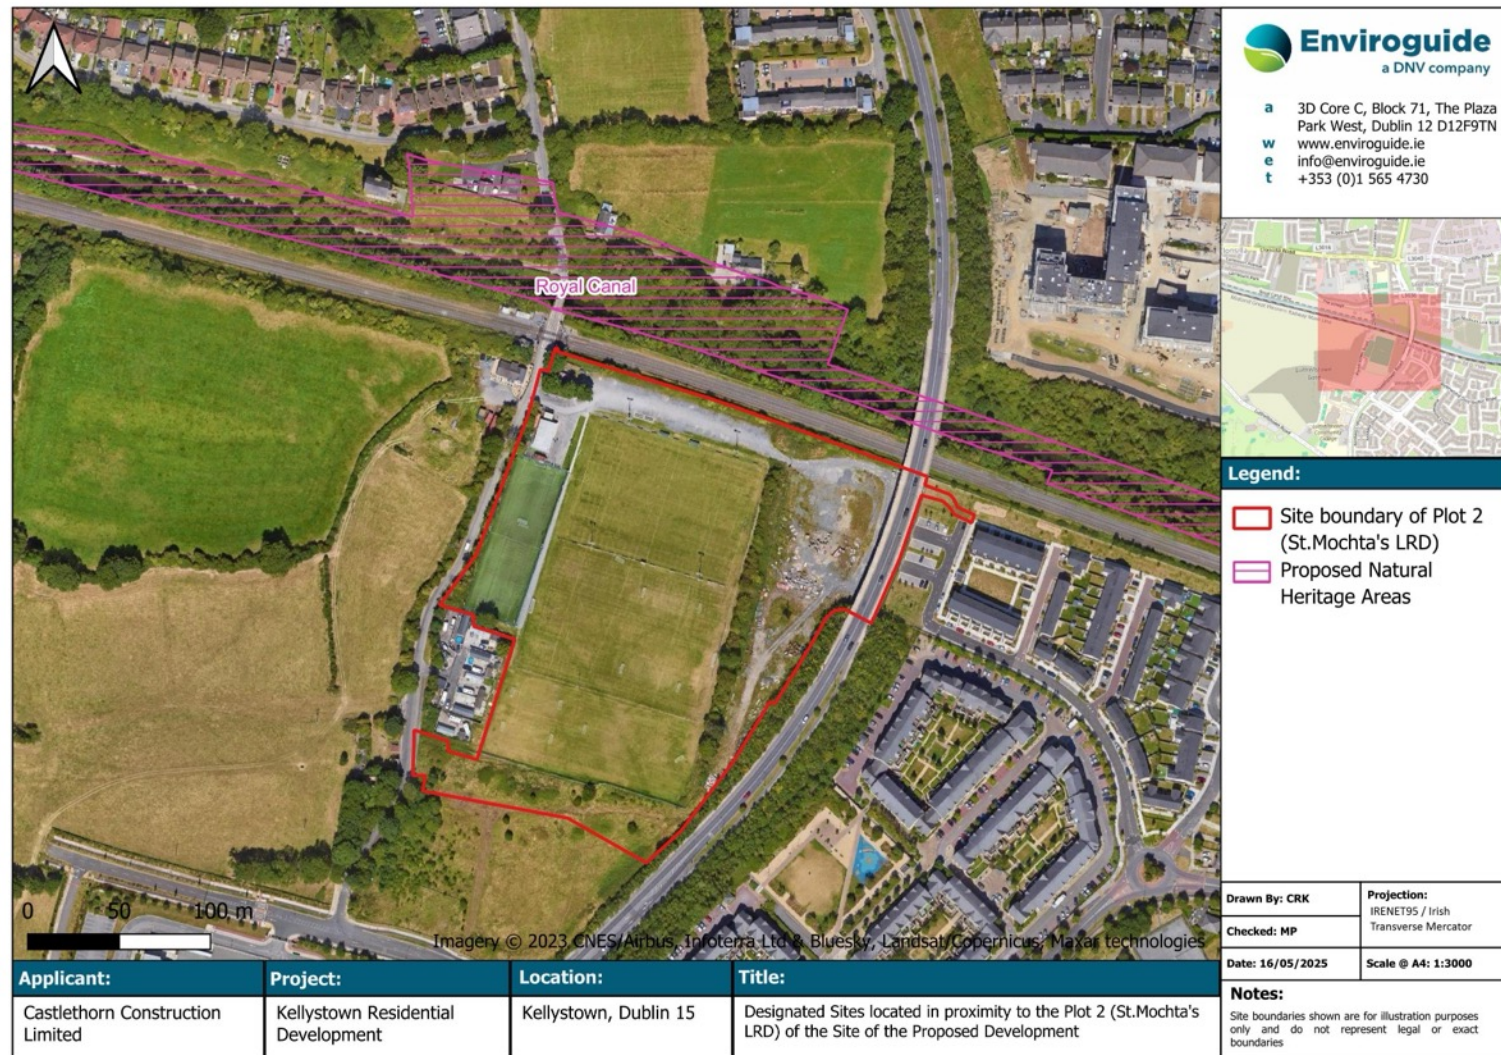 Enviroguide
a DNV company
a 3D Core C, Block 71, The Plaza
Park West, Dublin 12 D12F9TN
w www.enviroguide.ie
e info@enviroguide.ie
t +353 (0)1 565 4730
Royal Canal
Legend:
Site boundary of Plot 2
(St.Mochta's LRD)
Proposed Natural
Heritage Areas
0 50 100 m
Imagery © 2023 CNES/Airbus, Infoterra Ltd & Bluesky, Landsat/Copernicus, Maxar technologies
Drawn By: CRK
Checked: MP
Projection:
IRENET95 / Irish
Transverse Mercator
Date: 16/05/2025
Scale @ A4: 1:3000
Notes:
Site boundaries shown are for illustration purposes
only and do not represent legal or exact
boundaries
Applicant:
Castlethorn Construction
Limited
Project:
Kellystown Residential
Development
Location:
Kellystown, Dublin 15
Title:
Designated Sites located in proximity to the Plot 2 (St.Mochta's
LRD) of the Site of the Proposed Development